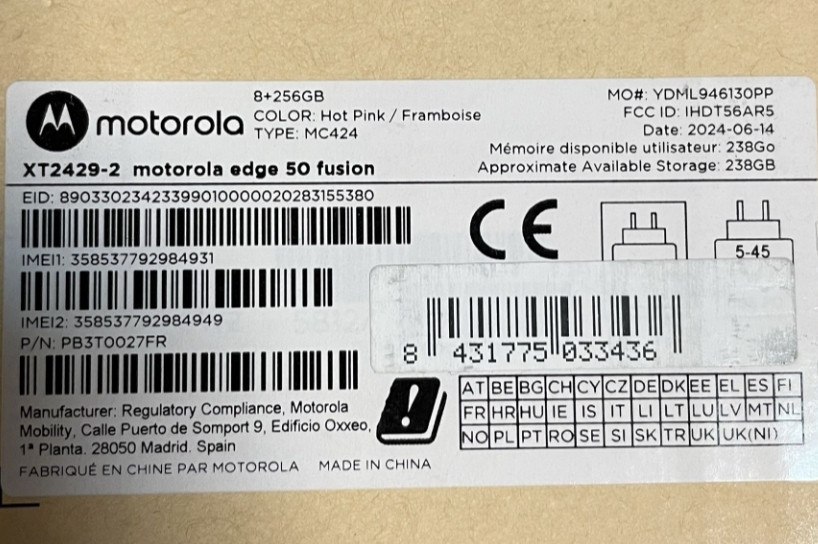 motorola
8+256GB
COLOR: Hot Pink / Framboise
TYPE: MC424
MO#: YDML946130PP
FCC ID: IHDT56AR5
Date: 2024-06-14
Mémoire disponible utilisateur: 238Go
Approximate Available Storage: 238GB
XT2429-2 motorola edge 50 fusion
EID: 89033023423399010000020283155380
IMEI1: 358537792984931
IMEI2: 358537792984949
P/N: PB3T0027FR
CE
5-45
8 431775 033436
AT BE BG CH CY CZ DE DK EE EL ES FI
FR HR HU IE IS IT LI LT LU LV MT NL
NO PL PT RO SE SI SK TR UK UK(NI)
Manufacturer: Regulatory Compliance, Motorola
Mobility, Calle Puerto de Somport 9, Edificio Oxxeo,
1ª Planta. 28050 Madrid. Spain
FABRIQUÉ EN CHINE PAR MOTOROLA MADE IN CHINA